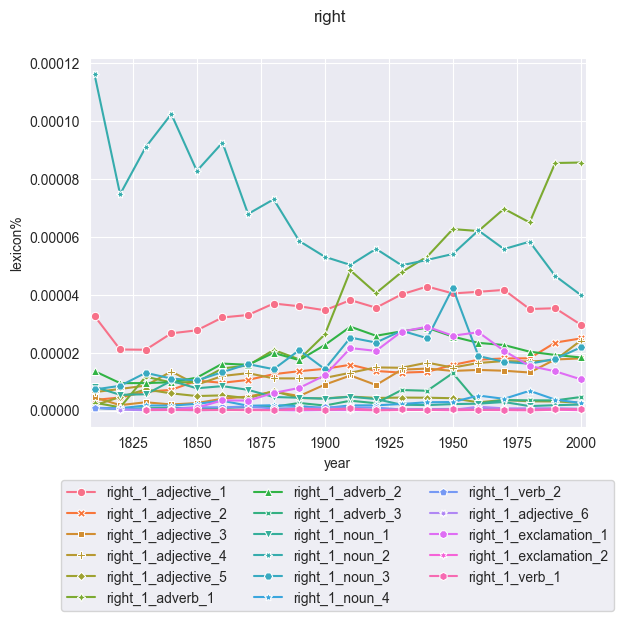 right
0.00012
0.00010
0.00008
0.00006
0.00004
0.00002
0.00000
lexicon%
1825 1850 1875 1900 1925 1950 1975 2000
year
right_1_adjective_1 right_1_adverb_2 right_1_verb_2
right_1_adjective_2 right_1_adverb_3 right_1_adjective_6
right_1_adjective_3 right_1_noun_1 right_1_exclamation_1
right_1_adjective_4 right_1_noun_2 right_1_exclamation_2
right_1_adjective_5 right_1_noun_3 right_1_verb_1
right_1_adverb_1 right_1_noun_4